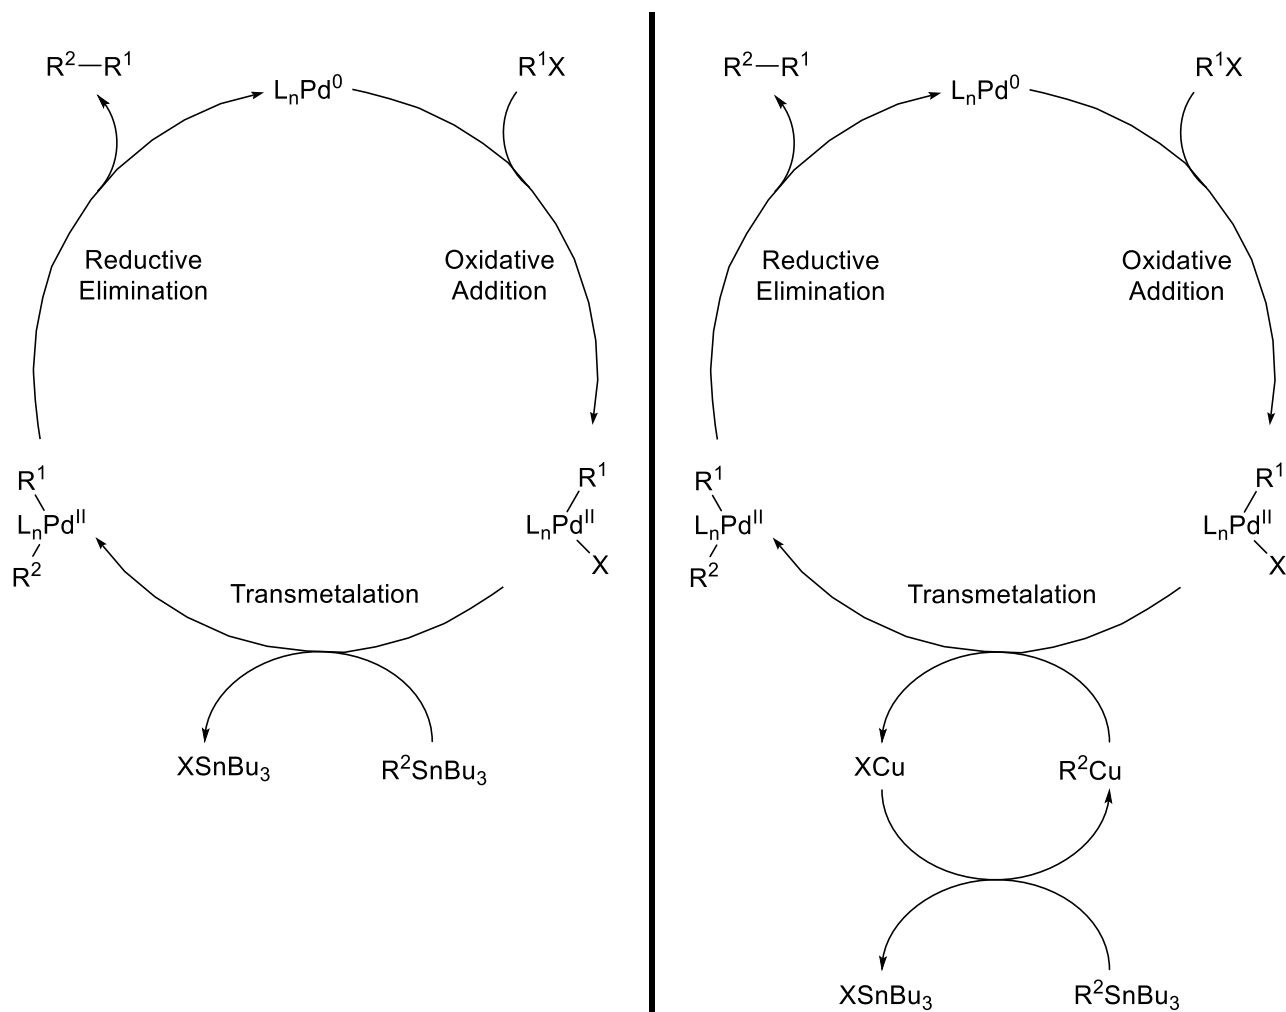 R²—R¹
LₙPd⁰
R¹X
Reductive
Elimination
Oxidative
Addition
R¹
LₙPdᴵᴵ
R²
R¹
LₙPdᴵᴵ
X
Transmetalation
XSnBu₃
R²SnBu₃
R²—R¹
LₙPd⁰
R¹X
Reductive
Elimination
Oxidative
Addition
R¹
LₙPdᴵᴵ
R²
R¹
LₙPdᴵᴵ
X
Transmetalation
XCu
R²Cu
XSnBu₃
R²SnBu₃